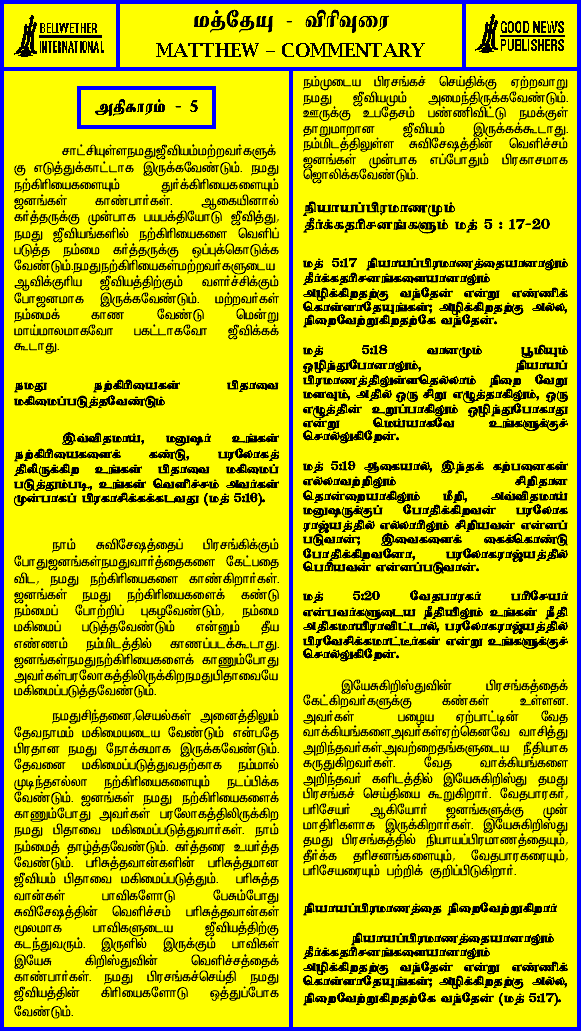 BELIWETHER
INTERNATIONAL
மத்தேயு - விரிவுரை
MATTHEW – COMMENTARY
GOOD NEWS
PUBLISHERS
அதிகாரம் - 5
சாட்சியுள்ளநமதுஜீவியம்மற்றவர்களுக்
கு எடுத்துக்காட்டாக இருக்கவேண்டும். நமது
நற்கிரியைகளையும் துர்க்கிரியைகளையும்
ஜனங்கள் காண்பார்கள். ஆகையினால்
கர்த்தருக்கு முன்பாக பயபக்தியோடு ஜீவித்து,
நமது ஜீவியங்களில் நற்கிரியைகளை வெளிப்
படுத்த நம்மை கர்த்தருக்கு ஒப்புக்கொடுக்க
வேண்டும்.நமதுநற்கிரியைகள்மற்றவர்களுடைய
ஆவிக்குரிய ஜீவியத்திற்கும் வளர்ச்சிக்கும்
போஜனமாக இருக்கவேண்டும். மற்றவர்கள்
நம்மைக் காண வேண்டு மென்று
மாய்மாலமாகவோ பகட்டாகவோ ஜீவிக்கக்
கூடாது.
நமது நற்கிரியைகள் பிதாவை
மகிமைப்படுத்தவேண்டும்
இவ்விதமாய், மனுஷர் உங்கள்
நற்கிரியைகளைக் கண்டு, பரலோகத்
திலிருக்கிற உங்கள் பிதாவை மகிமைப்
படுத்தும்படி, உங்கள் வெளிச்சம் அவர்கள்
முன்பாகப் பிரகாசிக்கக்கடவது (மத் 5:16).
நாம் சுவிசேஷத்தைப் பிரசங்கிக்கும்
போதுஜனங்கள்நமதுவார்த்தைகளை கேட்பதை
விட, நமது நற்கிரியைகளை காண்கிறார்கள்.
ஜனங்கள் நமது நற்கிரியைகளைக் கண்டு
நம்மைப் போற்றிப் புகழவேண்டும், நம்மை
மகிமைப் படுத்தவேண்டும் என்னும் தீய
எண்ணம் நம்மிடத்தில் காணப்படக்கூடாது.
ஜனங்கள்நமதுநற்கிரியைகளைக் காணும்போது
அவர்கள்பரலோகத்திலிருக்கிறநமதுபிதாவையே
மகிமைப்படுத்தவேண்டும்.
நமதுசிந்தனை,செயல்கள் அனைத்திலும்
தேவநாமம் மகிமையடைய வேண்டும் என்பதே
பிரதான நமது நோக்கமாக இருக்கவேண்டும்.
தேவனை மகிமைப்படுத்துவதற்காக நம்மால்
முடிந்தஎல்லா நற்கிரியைகளையும் நடப்பிக்க
வேண்டும். ஜனங்கள் நமது நற்கிரியைகளைக்
காணும்போது அவர்கள் பரலோகத்திலிருகிற
நமது பிதாவை மகிமைப்படுத்துவார்கள். நாம்
நம்மைத் தாழ்த்தவேண்டும். கர்த்தரை உயர்த்த
வேண்டும். பரிசுத்தவான்களின் பரிசுத்தமான
ஜீவியம் பிதாவை மகிமைப்படுத்தும். பரிசுத்த
வான்கள் பாவிகளோடு பேசும்போது
சுவிசேஷத்தின் வெளிச்சம் பரிசுத்தவான்கள்
மூலமாக பாவிகளுடைய ஜீவியத்திற்கு
கடந்துவரும். இருளில் இருக்கும் பாவிகள்
இயேசு கிறிஸ்துவின் வெளிச்சத்தைக்
காண்பார்கள். நமது பிரசங்கச்செய்தி நமது
ஜீவியத்தின் கிரியைகளோடு ஒத்துப்போக
வேண்டும்.
நம்முடைய பிரசங்கச் செய்திக்கு ஏற்றவாறு
நமது ஜீவியமும் அமைந்திருக்கவேண்டும்.
ஊருக்கு உபதேசம் பண்ணிவிட்டு நமக்குள்
தாறுமாறான ஜீவியம் இருக்கக்கூடாது.
நம்மிடத்திலுள்ள சுவிசேஷத்தின் வெளிச்சம்
ஜனங்கள் முன்பாக எப்போதும் பிரகாசமாக
ஜொலிக்கவேண்டும்.
நியாயப்பிரமாணமும்
தீர்க்கதரிசனங்களும் மத் 5 : 17-20
மத் 5:17 நியாயப்பிரமாணத்தையானாலும்
தீர்க்கதரிசனங்களையானாலும்
அழிக்கிறதற்கு வந்தேன் என்று எண்ணிக்
கொள்ளாதேயுங்கள்; அழிக்கிறதற்கு அல்ல,
நிறைவேற்றுகிறதற்கே வந்தேன்.
மத் 5:18 வானமும் பூமியும்
ஒழிந்துபோனாலும், நியாயப்
பிரமாணத்திலுள்ளதெல்லாம் நிறை வேறு
மளவும், அதில் ஒரு சிறு எழுத்தாகிலும், ஒரு
எழுத்தின் உறுப்பாகிலும் ஒழிந்துபோகாது
என்று மெய்யாகவே உங்களுக்குச்
சொல்லுகிறேன்.
மத் 5:19 ஆகையால், இந்தக் கற்பனைகள்
எல்லாவற்றிலும் சிறிதான
தொன்றையாகிலும் மீறி, அவ்விதமாய்
மனுஷருக்குப் போதிக்கிறவன் பரலோக
ராஜ்யத்தில் எல்லாரிலும் சிறியவன் என்னப்
படுவான்; இவைகளைக் கைக்கொண்டு
போதிக்கிறவனோ, பரலோகராஜ்யத்தில்
பெரியவன் என்னப்படுவான்.
மத் 5:20 வேதபாரகர் பரிசேயர்
என்பவர்களுடைய நீதியிலும் உங்கள் நீதி
அதிகமாயிராவிட்டால், பரலோகராஜ்யத்தில்
பிரவேசிக்கமாட்டீர்கள் என்று உங்களுக்குச்
சொல்லுகிறேன்.
இயேசுகிறிஸ்துவின் பிரசங்கத்தைக்
கேட்கிறவர்களுக்கு கண்கள் உள்ளன.
அவர்கள் பழைய ஏற்பாட்டின் வேத
வாக்கியங்களைஅவர்கள்ஏற்கெனவே வாசித்து
அறிந்தவர்கள்.அவற்றைதங்களுடைய நீதியாக
கருதுகிறவர்கள். வேத வாக்கியங்களை
அறிந்தவர் களிடத்தில் இயேசுகிறிஸ்து தமது
பிரசங்கச் செய்தியை கூறுகிறார். வேதபாரகர்,
பரிசேயர் ஆகியோர் ஜனங்களுக்கு முன்
மாதிரிகளாக இருக்கிறார்கள். இயேசுகிறிஸ்து
தமது பிரசங்கத்தில் நியாயப்பிரமாணத்தையும்,
தீர்க்க தரிசனங்களையும், வேதபாரகரையும்,
பரிசேயரையும் பற்றிக் குறிப்பிடுகிறார்.
நியாயப்பிரமாணத்தை நிறைவேற்றுகிறார்
நியாயப்பிரமாணத்தையானாலும்
தீர்க்கதரிசனங்களையானாலும்
அழிக்கிறதற்கு வந்தேன் என்று எண்ணிக்
கொள்ளாதேயுங்கள்; அழிக்கிறதற்கு அல்ல,
நிறைவேற்றுகிறதற்கே வந்தேன் (மத் 5:17).